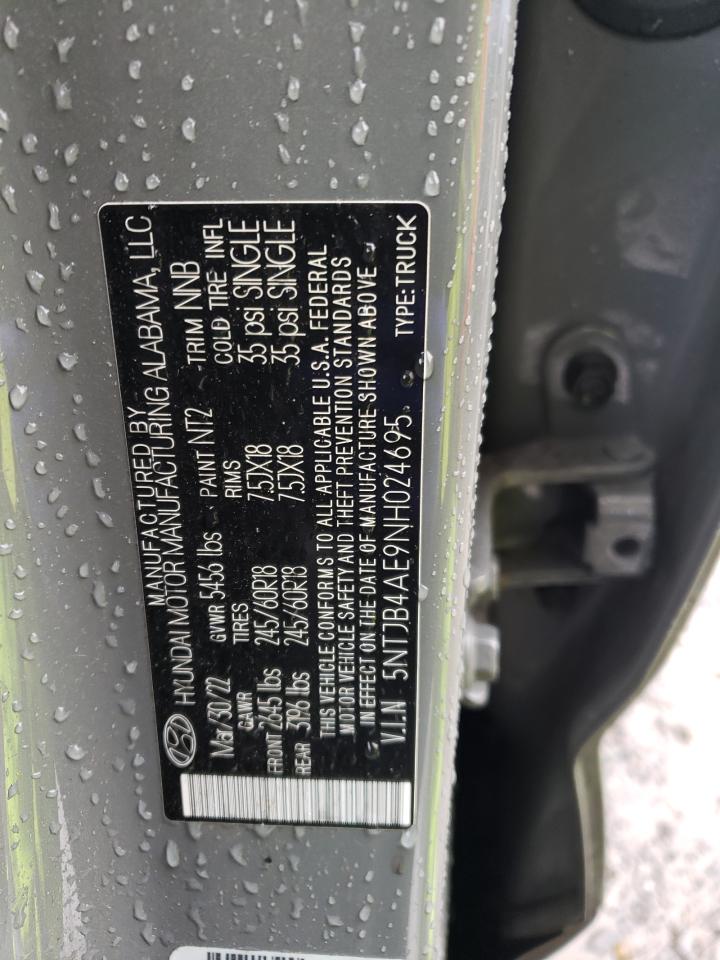 MANUFACTURED BY
HYUNDAI MOTOR MANUFACTURING ALABAMA, LLC
Mar/30/22 GVWR 5456 lbs PAINT NT2 TRIM NNB
GAWR TIRES RIMS COLD TIRE INFL
FRONT 2645 lbs 245/60R18 7.5JX18 35 psi SINGLE
REAR 3196 lbs 245/60R18 7.5JX18 35 psi SINGLE
THIS VEHICLE CONFORMS TO ALL APPLICABLE U.S.A. FEDERAL
MOTOR VEHICLE SAFETY AND THEFT PREVENTION STANDARDS
IN EFFECT ON THE DATE OF MANUFACTURE SHOWN ABOVE
V.I.N 5NTJB4AE9NH024695 TYPE:TRUCK